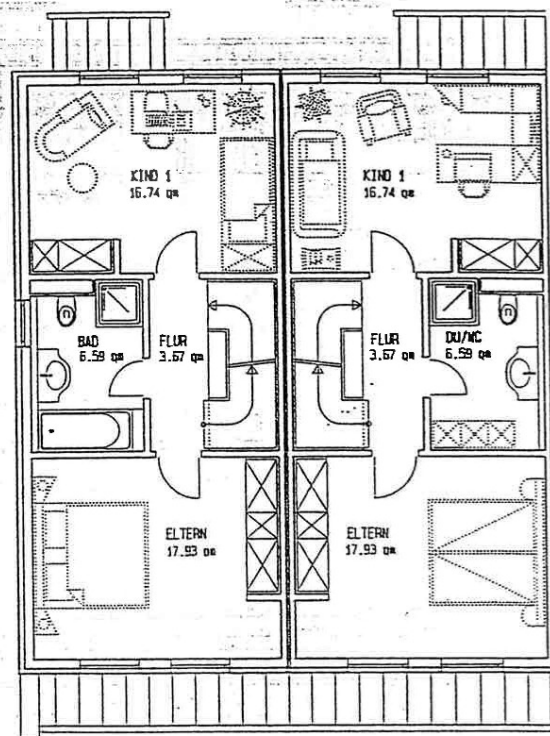 KIND 1
16.74 qm
KIND 1
16.74 qm
BAD
6.59 qm
FLUR
3.67 qm
FLUR
3.67 qm
DU/WC
6.59 qm
ELTERN
17.93 qm
ELTERN
17.93 qm